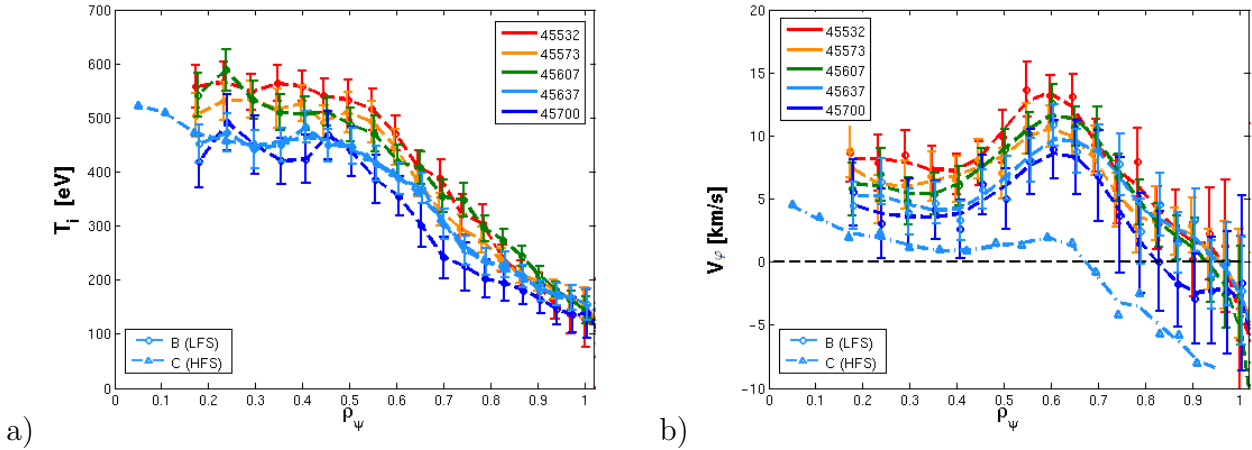 700
600
500
400
300
200
100
0
T_i [eV]
0 0.1 0.2 0.3 0.4 0.5 0.6 0.7 0.8 0.9 1
ρ_ψ
45532
45573
45607
45637
45700
B (LFS)
C (HFS)
a)
20
15
10
5
0
−5
−10
V_φ [km/s]
0 0.1 0.2 0.3 0.4 0.5 0.6 0.7 0.8 0.9 1
ρ_ψ
45532
45573
45607
45637
45700
B (LFS)
C (HFS)
b)